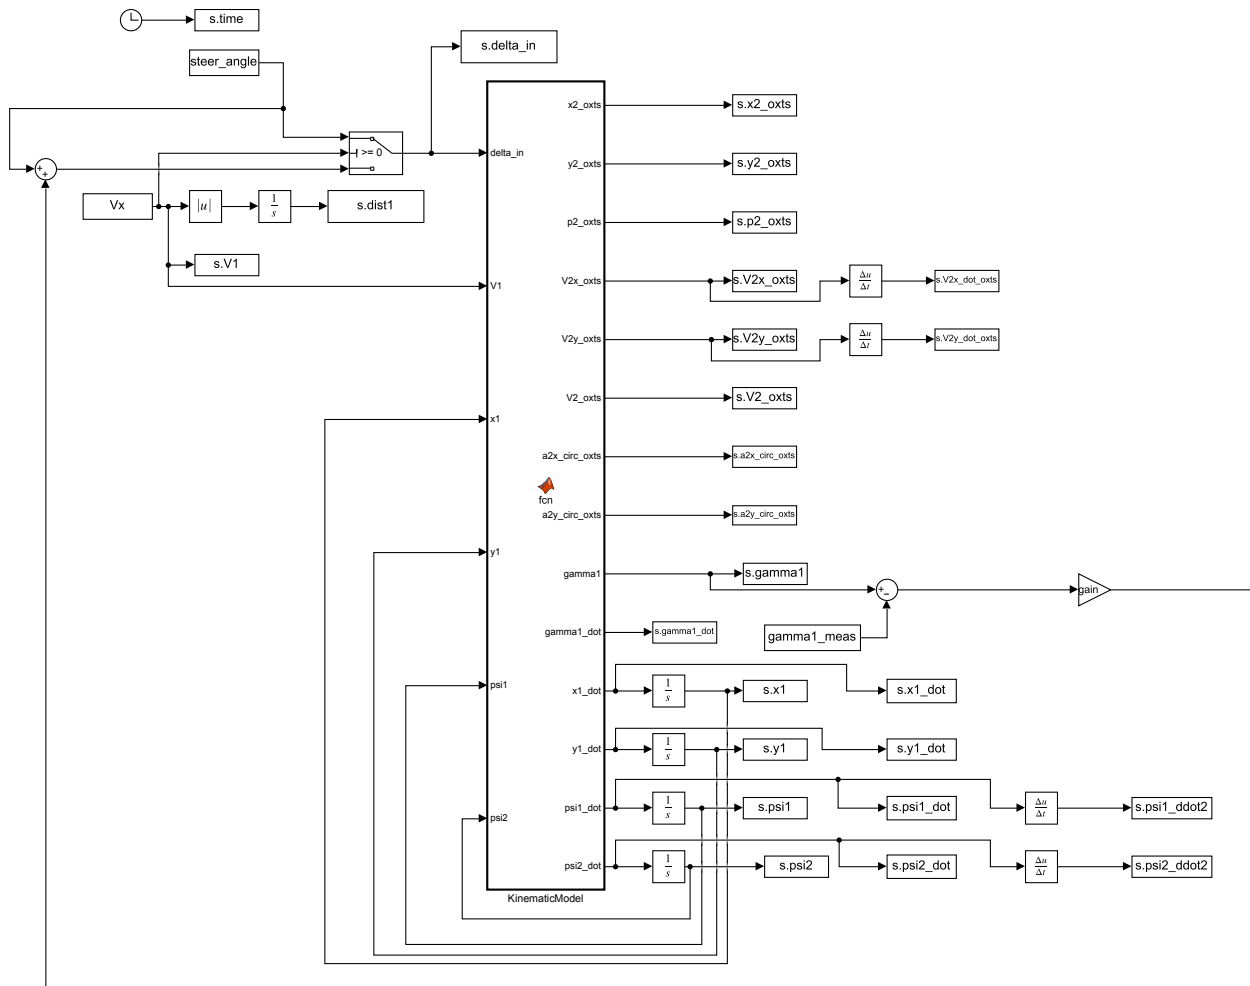 s.time
steer_angle
s.delta_in
>= 0
+
+
Vx
|u|
1
s
s.dist1
s.V1
delta_in
V1
x1
y1
psi1
psi2
fcn
x2_oxts
y2_oxts
p2_oxts
V2x_oxts
V2y_oxts
V2_oxts
a2x_circ_oxts
a2y_circ_oxts
gamma1
gamma1_dot
x1_dot
y1_dot
psi1_dot
psi2_dot
KinematicModel
s.x2_oxts
s.y2_oxts
s.p2_oxts
s.V2x_oxts
Δu
Δt
s.V2x_dot_oxts
s.V2y_oxts
Δu
Δt
s.V2y_dot_oxts
s.V2_oxts
s.a2x_circ_oxts
s.a2y_circ_oxts
s.gamma1
+
−
gain
gamma1_meas
s.gamma1_dot
1
s
s.x1
s.x1_dot
1
s
s.y1
s.y1_dot
1
s
s.psi1
s.psi1_dot
Δu
Δt
s.psi1_ddot2
1
s
s.psi2
s.psi2_dot
Δu
Δt
s.psi2_ddot2